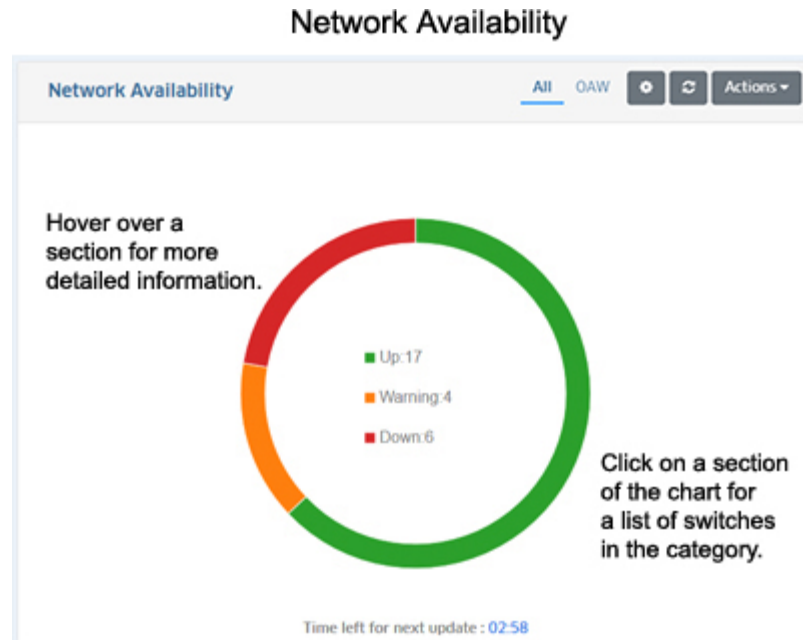 Network Availability
Network Availability
All OAW Actions
Hover over a
section for more
detailed information.
Up:17
Warning:4
Down:6
Click on a section
of the chart for
a list of switches
in the category.
Time left for next update : 02:58